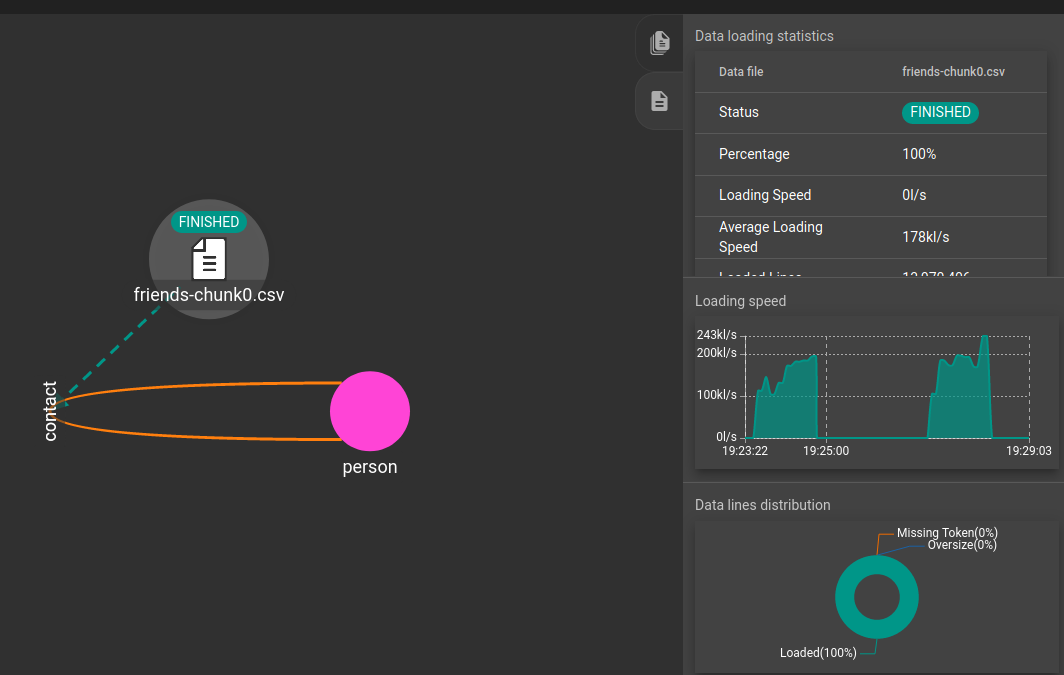 FINISHED
friends-chunk0.csv
contact
person
Data loading statistics
Data file friends-chunk0.csv
Status FINISHED
Percentage 100%
Loading Speed 0l/s
Average Loading
Speed 178kl/s
Loaded Lines
Loading speed
243kl/s
200kl/s
100kl/s
0l/s
19:23:22 19:25:00 19:29:03
Data lines distribution
Missing Token(0%)
Oversize(0%)
Loaded(100%)